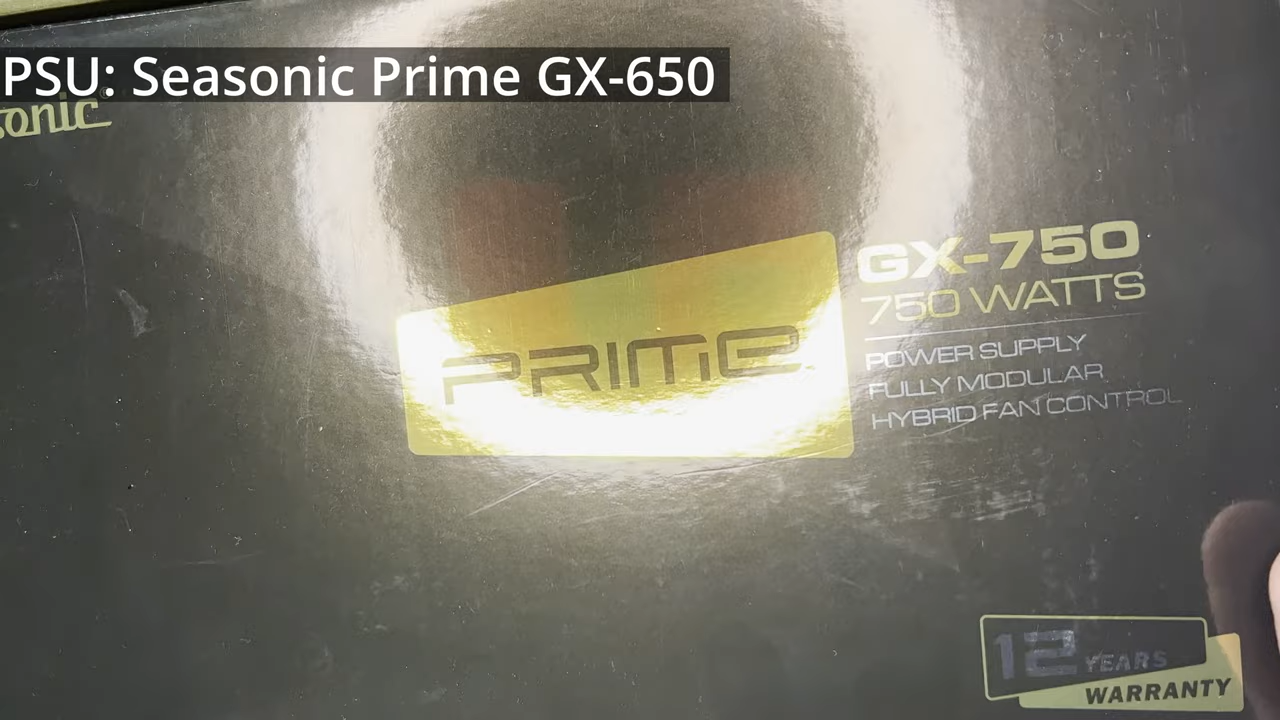 PSU: Seasonic Prime GX-650
sonic
PRIME
GX-750
750 WATTS
POWER SUPPLY
FULLY MODULAR
HYBRID FAN CONTROL
12 YEARS
WARRANTY